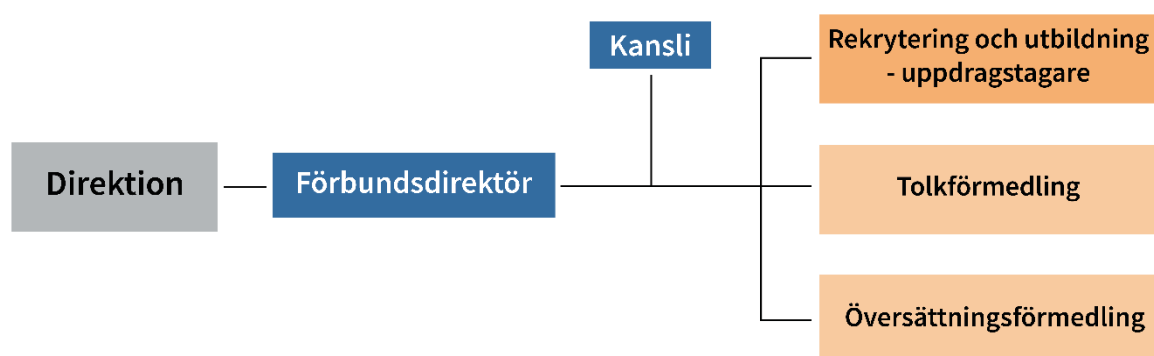 Kansli
Rekrytering och utbildning
- uppdragstagare
Direktion
Förbundsdirektör
Tolkförmedling
Översättningsförmedling